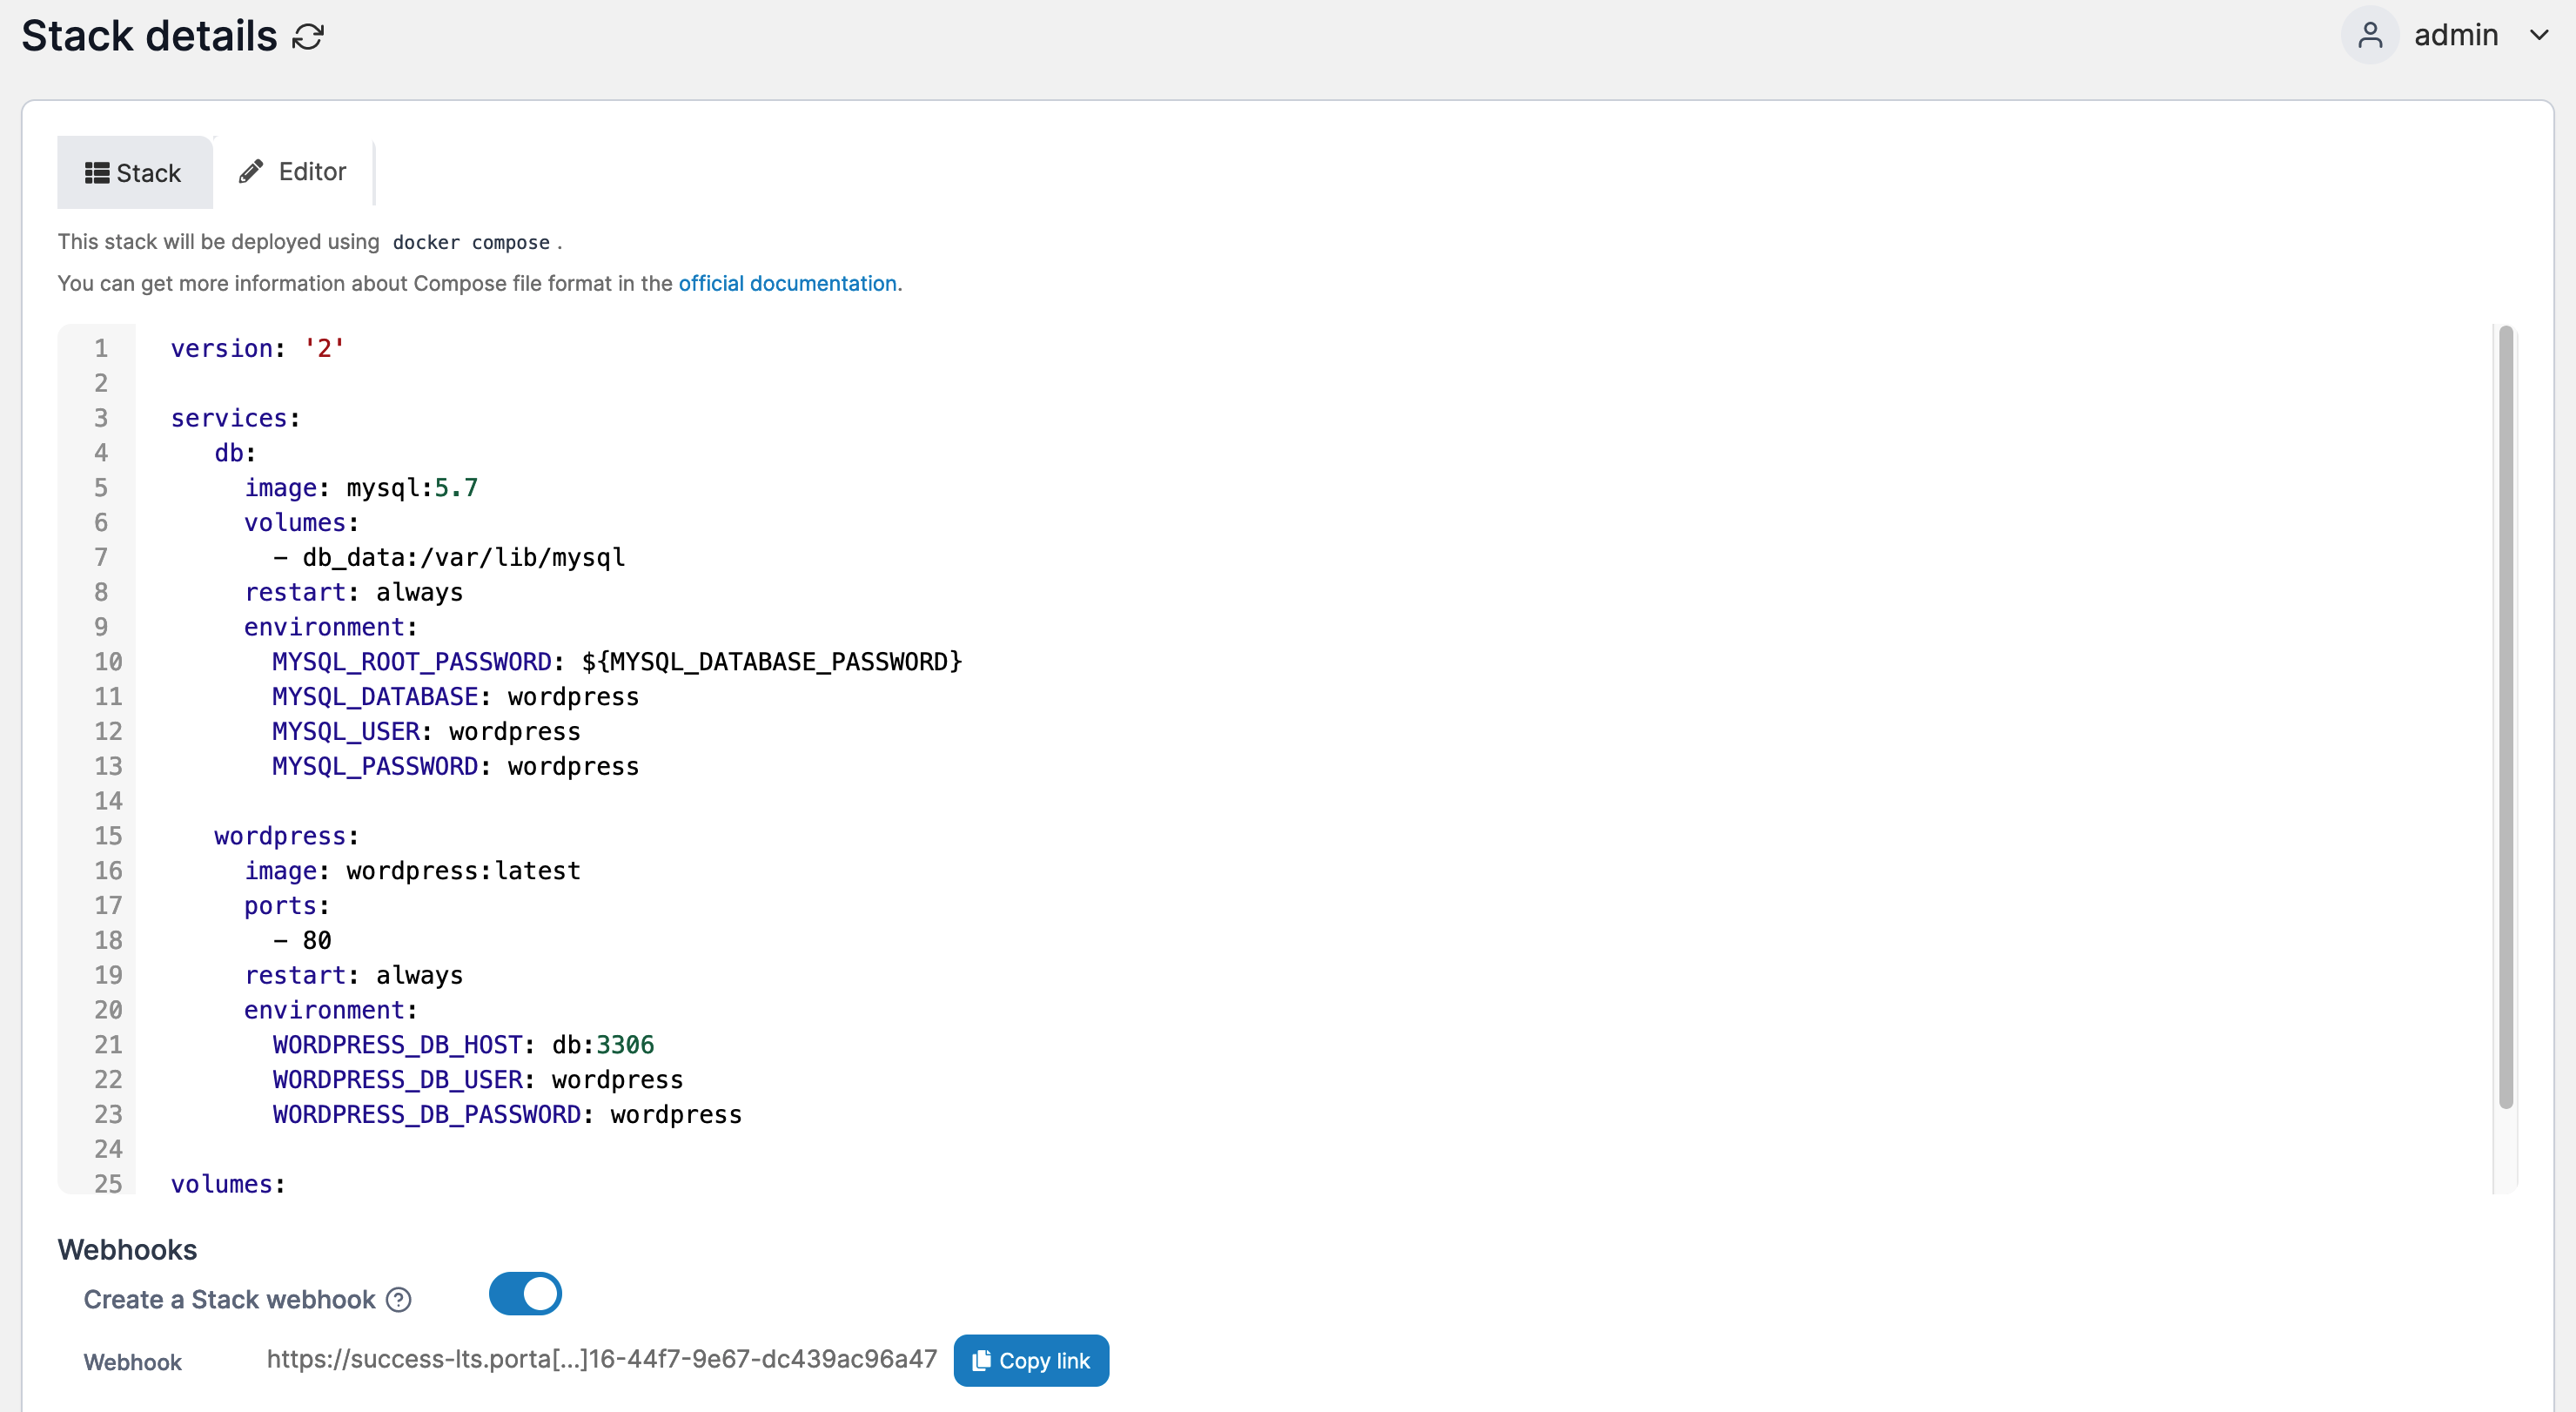 Stack details
admin
Stack
Editor
This stack will be deployed using docker compose .
You can get more information about Compose file format in the official documentation.
1 version: '2'
2
3 services:
4    db:
5      image: mysql:5.7
6      volumes:
7        - db_data:/var/lib/mysql
8      restart: always
9      environment:
10        MYSQL_ROOT_PASSWORD: ${MYSQL_DATABASE_PASSWORD}
11        MYSQL_DATABASE: wordpress
12        MYSQL_USER: wordpress
13        MYSQL_PASSWORD: wordpress
14
15    wordpress:
16      image: wordpress:latest
17      ports:
18        - 80
19      restart: always
20      environment:
21        WORDPRESS_DB_HOST: db:3306
22        WORDPRESS_DB_USER: wordpress
23        WORDPRESS_DB_PASSWORD: wordpress
24
25 volumes:
Webhooks
Create a Stack webhook ?
Webhook https://success-lts.porta[...]16-44f7-9e67-dc439ac96a47 Copy link